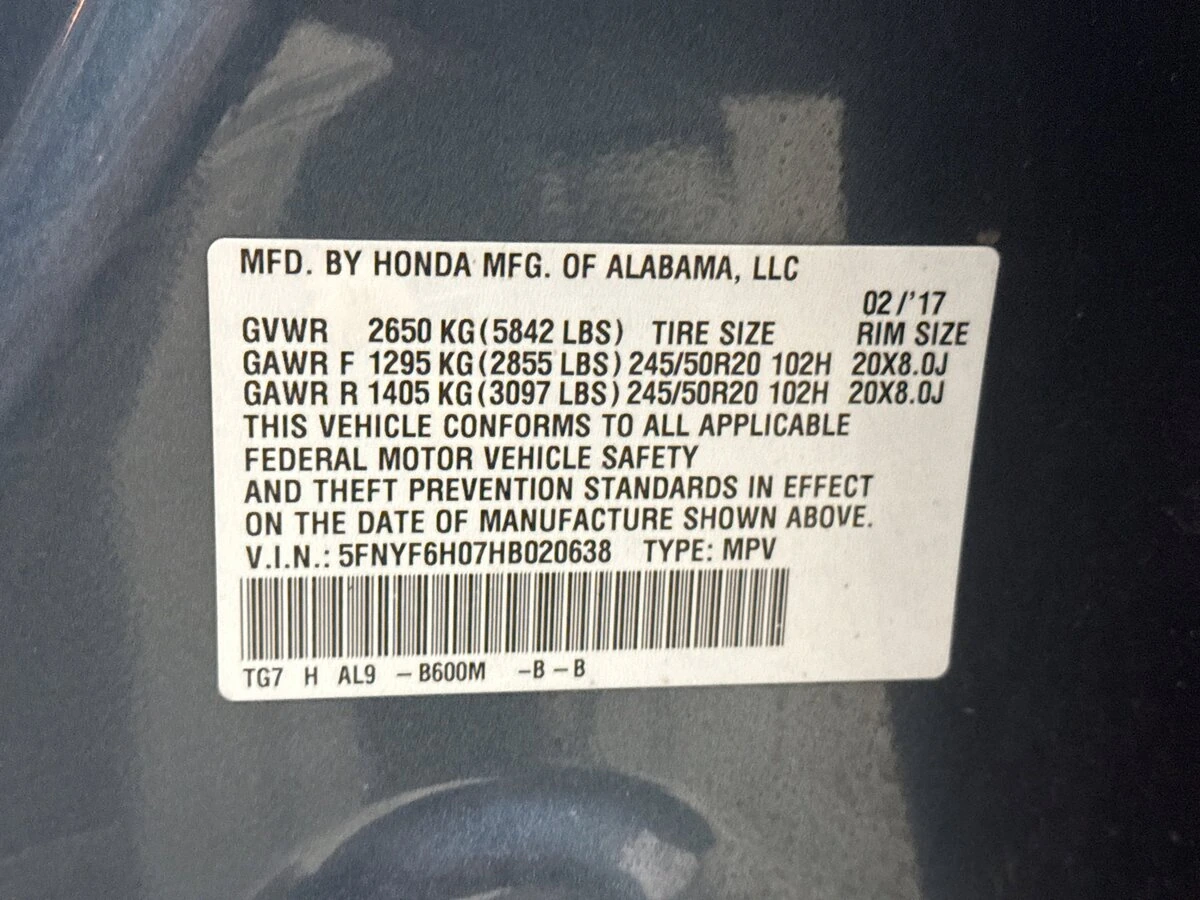 MFD. BY HONDA MFG. OF ALABAMA, LLC
02/'17
GVWR 2650 KG(5842 LBS) TIRE SIZE RIM SIZE
GAWR F 1295 KG(2855 LBS) 245/50R20 102H 20X8.0J
GAWR R 1405 KG(3097 LBS) 245/50R20 102H 20X8.0J
THIS VEHICLE CONFORMS TO ALL APPLICABLE
FEDERAL MOTOR VEHICLE SAFETY
AND THEFT PREVENTION STANDARDS IN EFFECT
ON THE DATE OF MANUFACTURE SHOWN ABOVE.
V.I.N.: 5FNYF6H07HB020638 TYPE: MPV
TG7 H AL9 –B600M –B–B